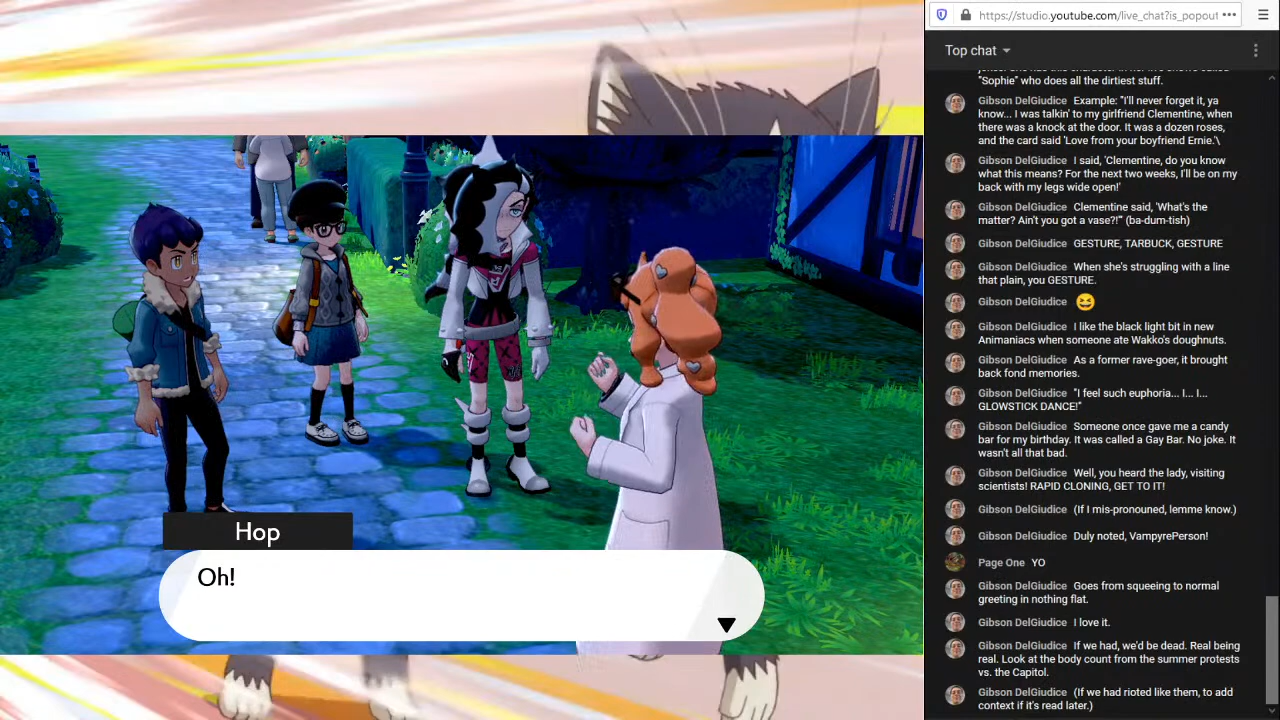 Hop
Oh!
https://studio.youtube.com/live_chat?is_popout
Top chat
"Sophie" who does all the dirtiest stuff.
Gibson DelGiudice Example: "I'll never forget it, ya
know... I was talkin' to my girlfriend Clementine, when
there was a knock at the door. It was a dozen roses,
and the card said 'Love from your boyfriend Ernie.'\
Gibson DelGiudice I said, 'Clementine, do you know
what this means? For the next two weeks, I'll be on my
back with my legs wide open!'
Gibson DelGiudice Clementine said, 'What's the
matter? Ain't you got a vase?!" (ba-dum-tish)
Gibson DelGiudice GESTURE, TARBUCK, GESTURE
Gibson DelGiudice When she's struggling with a line
that plain, you GESTURE.
Gibson DelGiudice 😆
Gibson DelGiudice I like the black light bit in new
Animaniacs when someone ate Wakko's doughnuts.
Gibson DelGiudice As a former rave-goer, it brought
back fond memories.
Gibson DelGiudice "I feel such euphoria... I... I...
GLOWSTICK DANCE!"
Gibson DelGiudice Someone once gave me a candy
bar for my birthday. It was called a Gay Bar. No joke. It
wasn't all that bad.
Gibson DelGiudice Well, you heard the lady, visiting
scientists! RAPID CLONING, GET TO IT!
Gibson DelGiudice (If I mis-pronounced, lemme know.)
Gibson DelGiudice Duly noted, VampyrePerson!
Page One YO
Gibson DelGiudice Goes from squeeing to normal
greeting in nothing flat.
Gibson DelGiudice I love it.
Gibson DelGiudice If we had, we'd be dead. Real being
real. Look at the body count from the summer protests
vs. the Capitol.
Gibson DelGiudice (If we had rioted like them, to add
context if it's read later.)